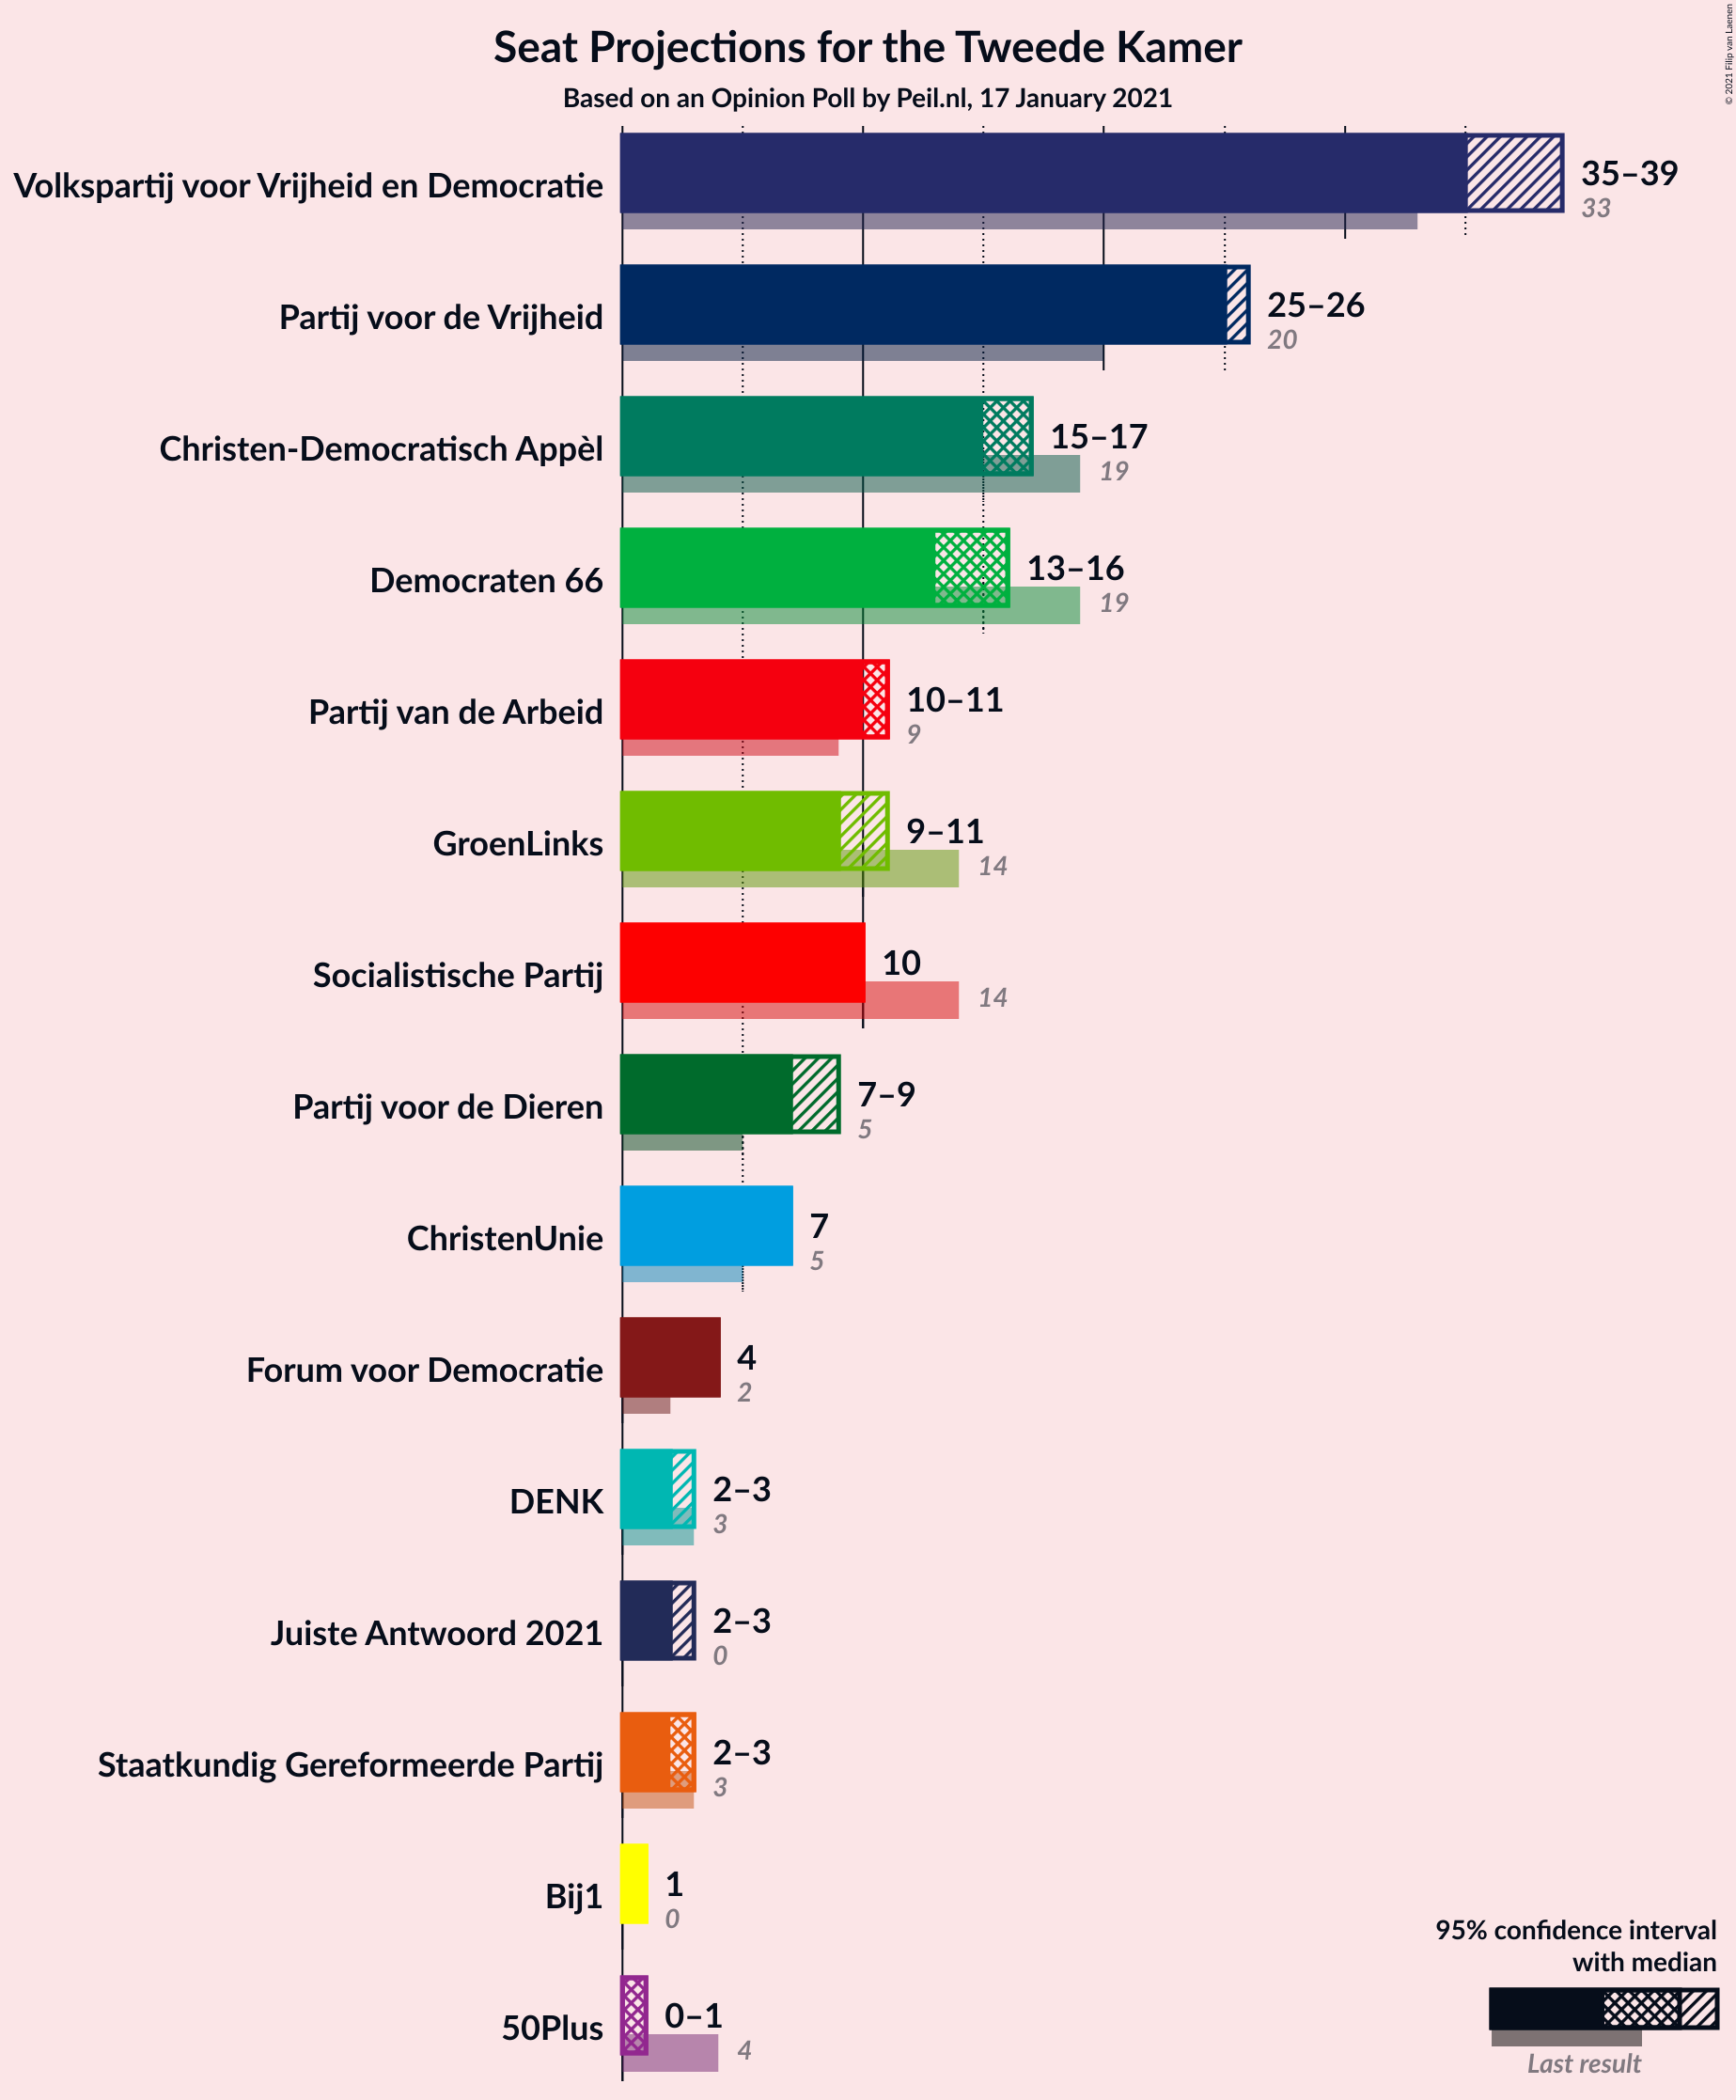 © 2021 Filip van Laenen
Seat Projections for the Tweede Kamer
Based on an Opinion Poll by Peil.nl, 17 January 2021
Volkspartij voor Vrijheid en Democratie
35–39
33
Partij voor de Vrijheid
25–26
20
Christen-Democratisch Appèl
15–17
19
Democraten 66
13–16
19
Partij van de Arbeid
10–11
9
GroenLinks
9–11
14
Socialistische Partij
10
14
Partij voor de Dieren
7–9
5
ChristenUnie
7
5
Forum voor Democratie
4
2
DENK
2–3
3
Juiste Antwoord 2021
2–3
0
Staatkundig Gereformeerde Partij
2–3
3
Bij1
1
0
50Plus
0–1
4
95% confidence interval
with median
Last result